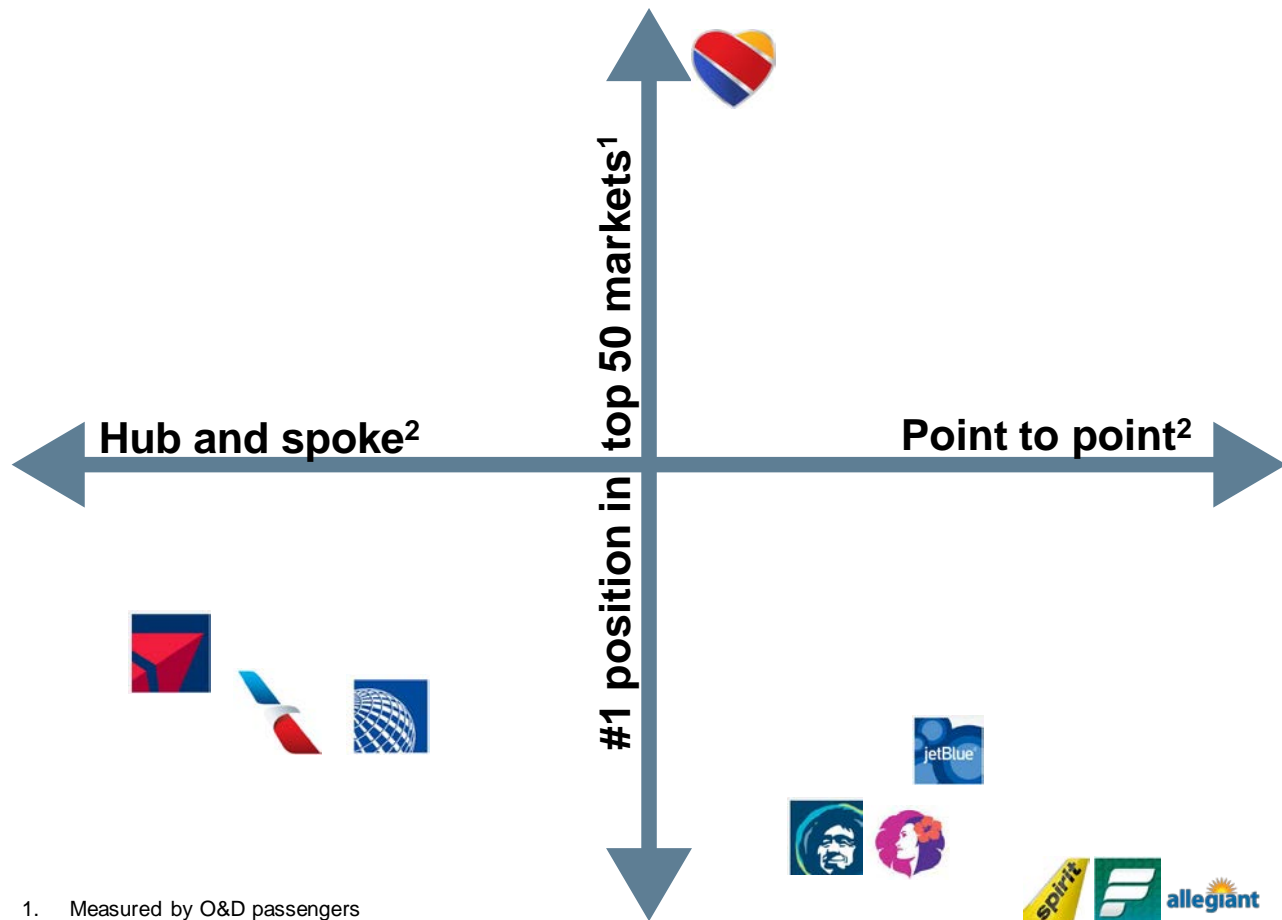 #1 position in top 50 markets¹
Hub and spoke²
Point to point²
jetBlue®
spirit
allegiant
1. Measured by O&D passengers